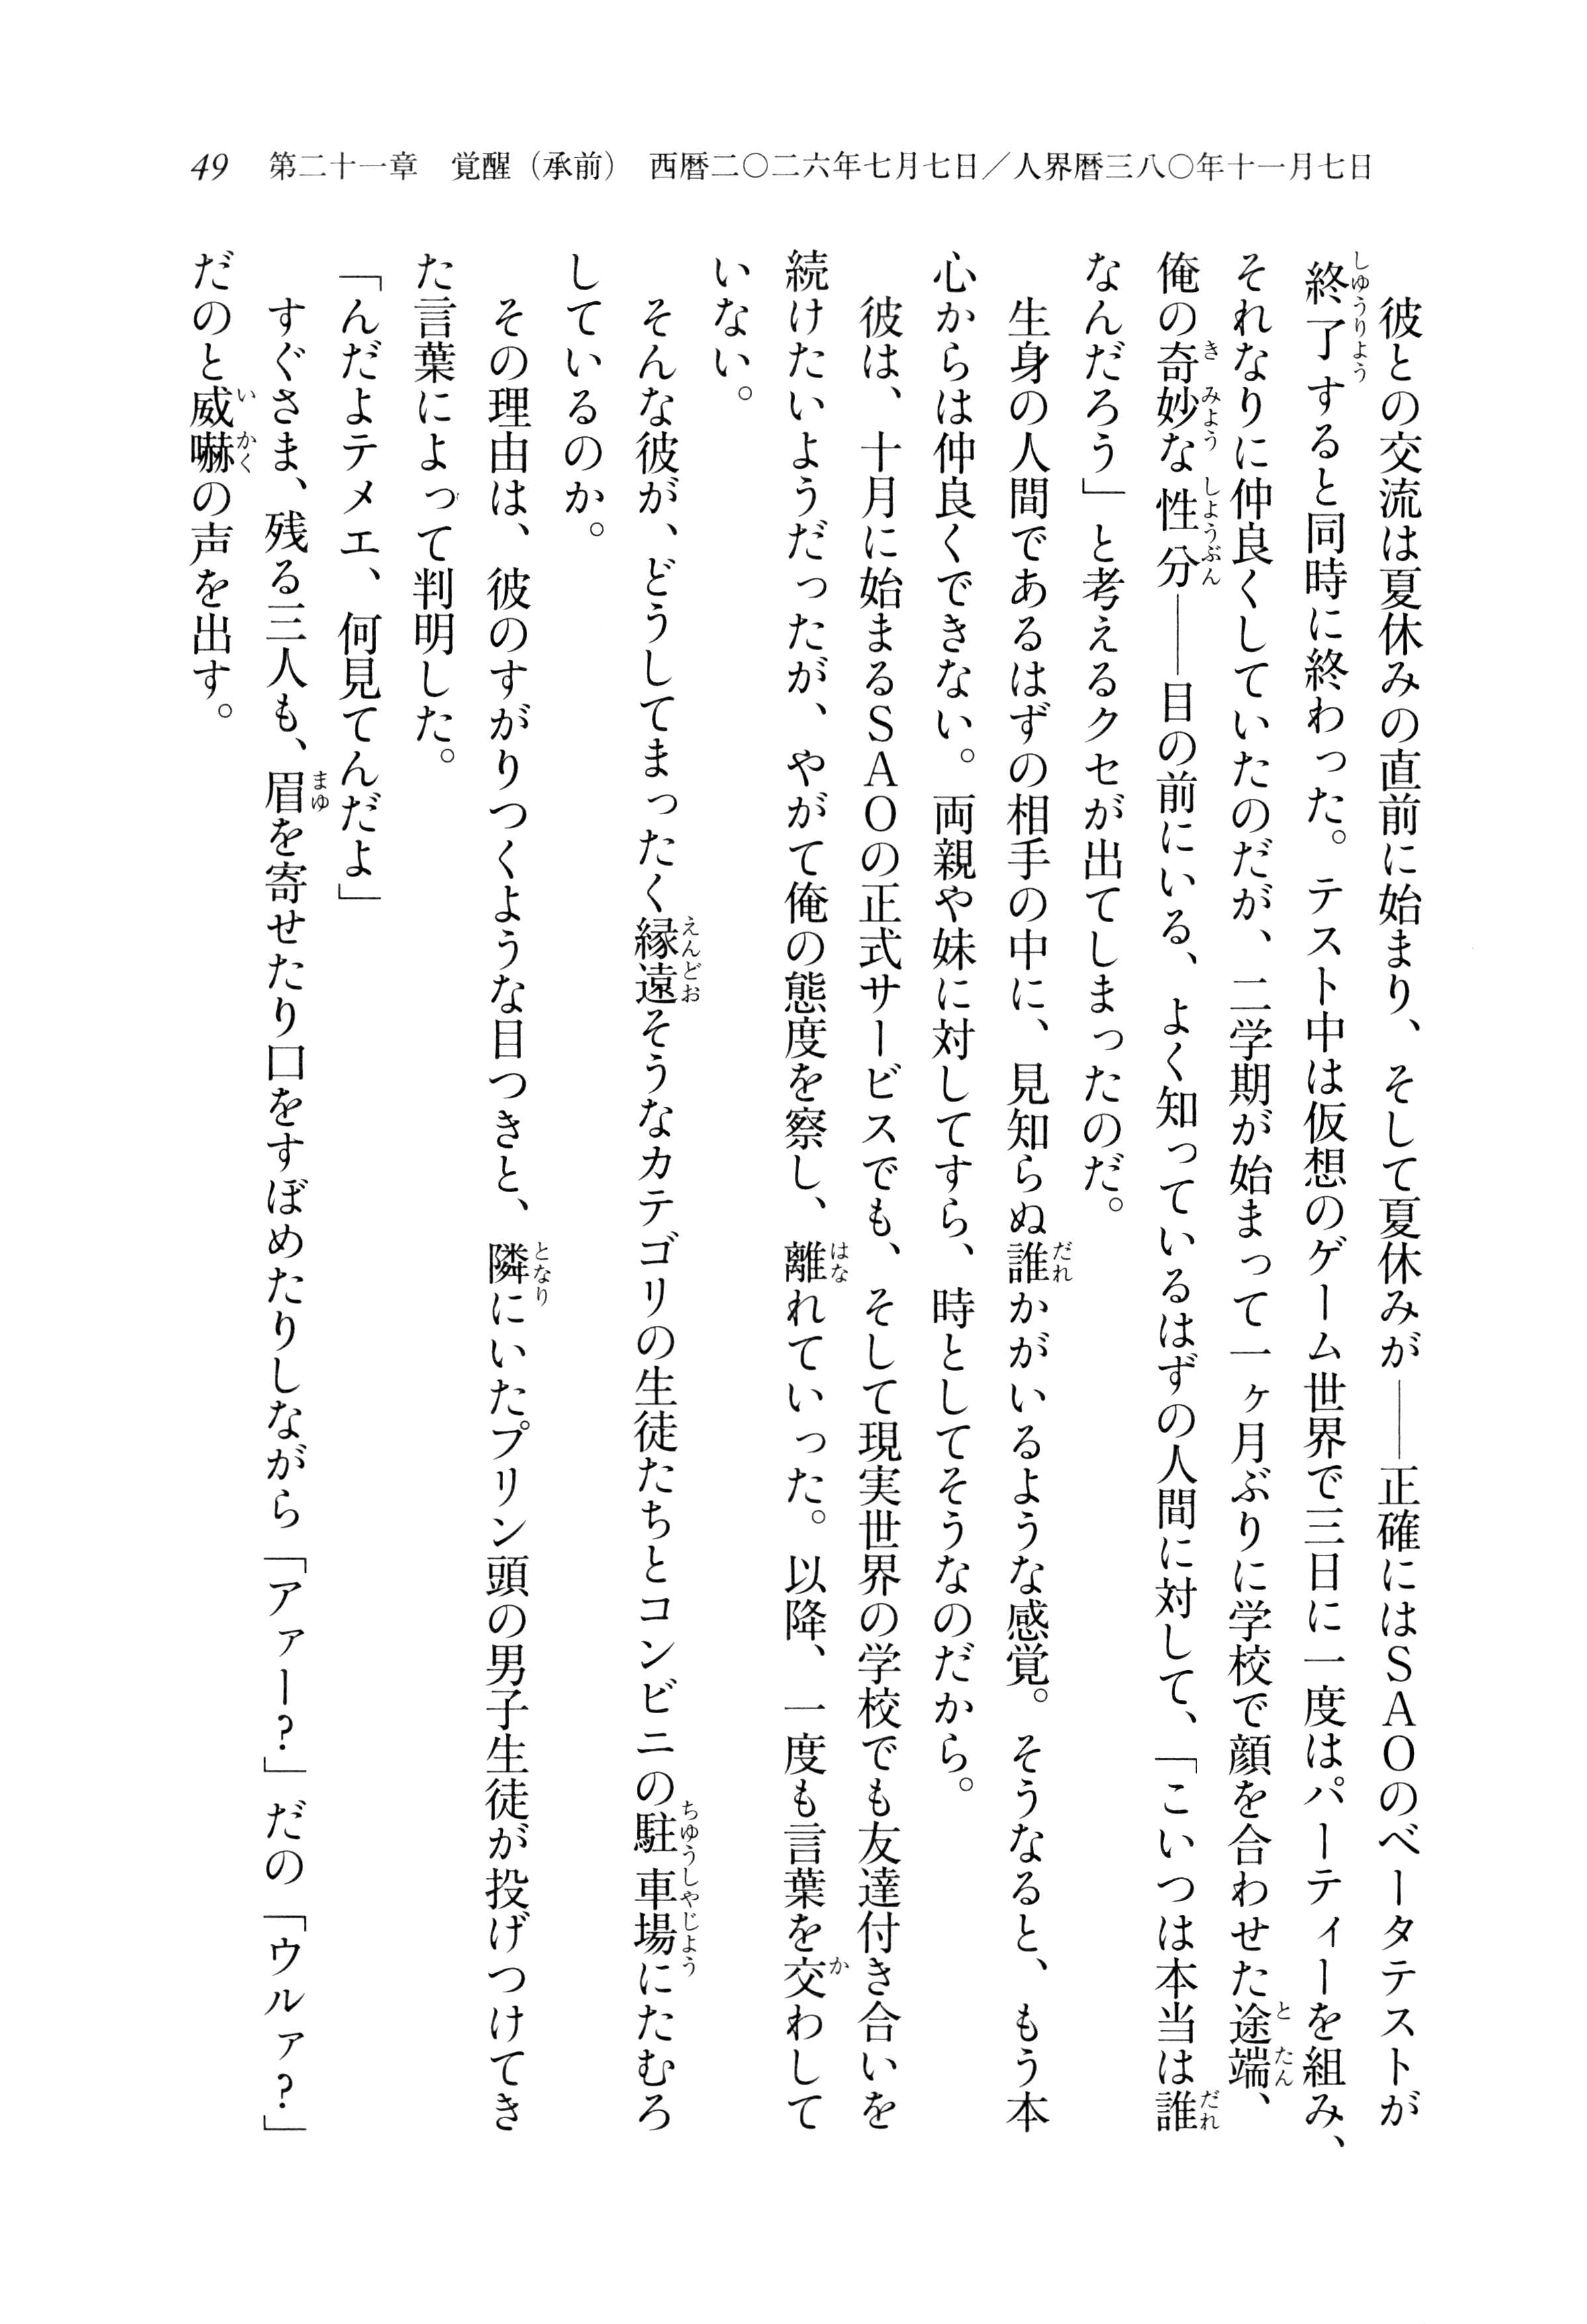 49　第二十一章　覚醒（承前）　西暦二〇二六年七月七日／人界暦三八〇年十一月七日
　彼との交流は夏休みの直前に始まり、そして夏休みが――正確にはＳＡＯのベータテストが
終了すると同時に終わった。テスト中は仮想のゲーム世界で三日に一度はパーティーを組み、
それなりに仲良くしていたのだが、二学期が始まって一ヶ月ぶりに学校で顔を合わせた途端、
俺の奇妙な性分――目の前にいる、よく知っているはずの人間に対して、「こいつは本当は誰
なんだろう」と考えるクセが出てしまったのだ。
　生身の人間であるはずの相手の中に、見知らぬ誰かがいるような感覚。そうなると、もう本
心からは仲良くできない。両親や妹に対してすら、時としてそうなのだから。
　彼は、十月に始まるＳＡＯの正式サービスでも、そして現実世界の学校でも友達付き合いを
続けたいようだったが、やがて俺の態度を察し、離れていった。以降、一度も言葉を交わして
いない。
　そんな彼が、どうしてまったく縁遠そうなカテゴリの生徒たちとコンビニの駐車場にたむろ
しているのか。
　その理由は、彼のすがりつくような目つきと、隣にいたプリン頭の男子生徒が投げつけてき
た言葉によって判明した。
「んだよテメエ、何見てんだよ」
　すぐさま、残る三人も、眉を寄せたり口をすぼめたりしながら「アァー？」だの「ウルァ？」
だのと威嚇の声を出す。